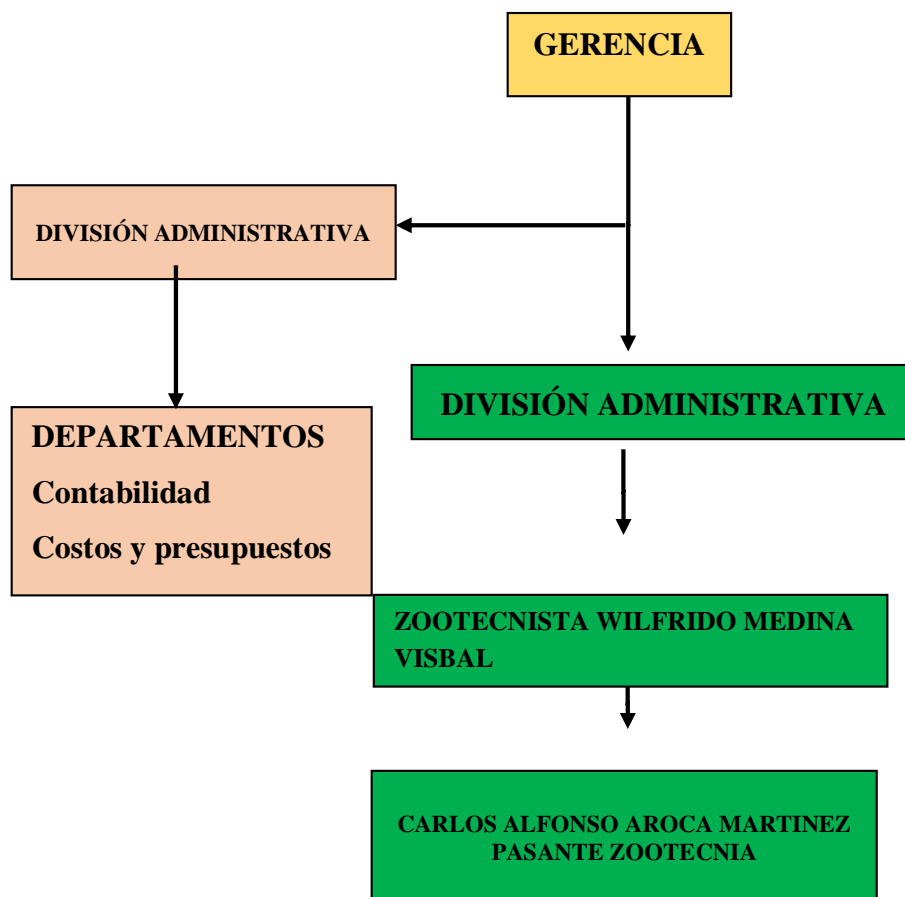 GERENCIA
DIVISIÓN ADMINISTRATIVA
DIVISIÓN ADMINISTRATIVA
DEPARTAMENTOS
Contabilidad
Costos y presupuestos
ZOOTECNISTA WILFRIDO MEDINA
VISBAL
CARLOS ALFONSO AROCA MARTINEZ
PASANTE ZOOTECNIA